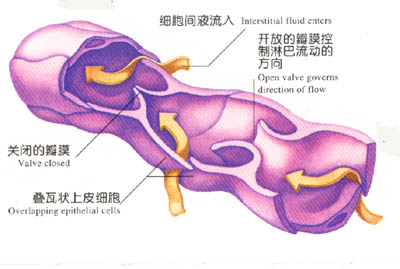 细胞间液流入 Interstitial fluid enters
开放的瓣膜控
制淋巴流动的
方向
Open valve governs
direction of flow
关闭的瓣膜
Valve closed
叠瓦状上皮细胞
Overlapping epithelial cells